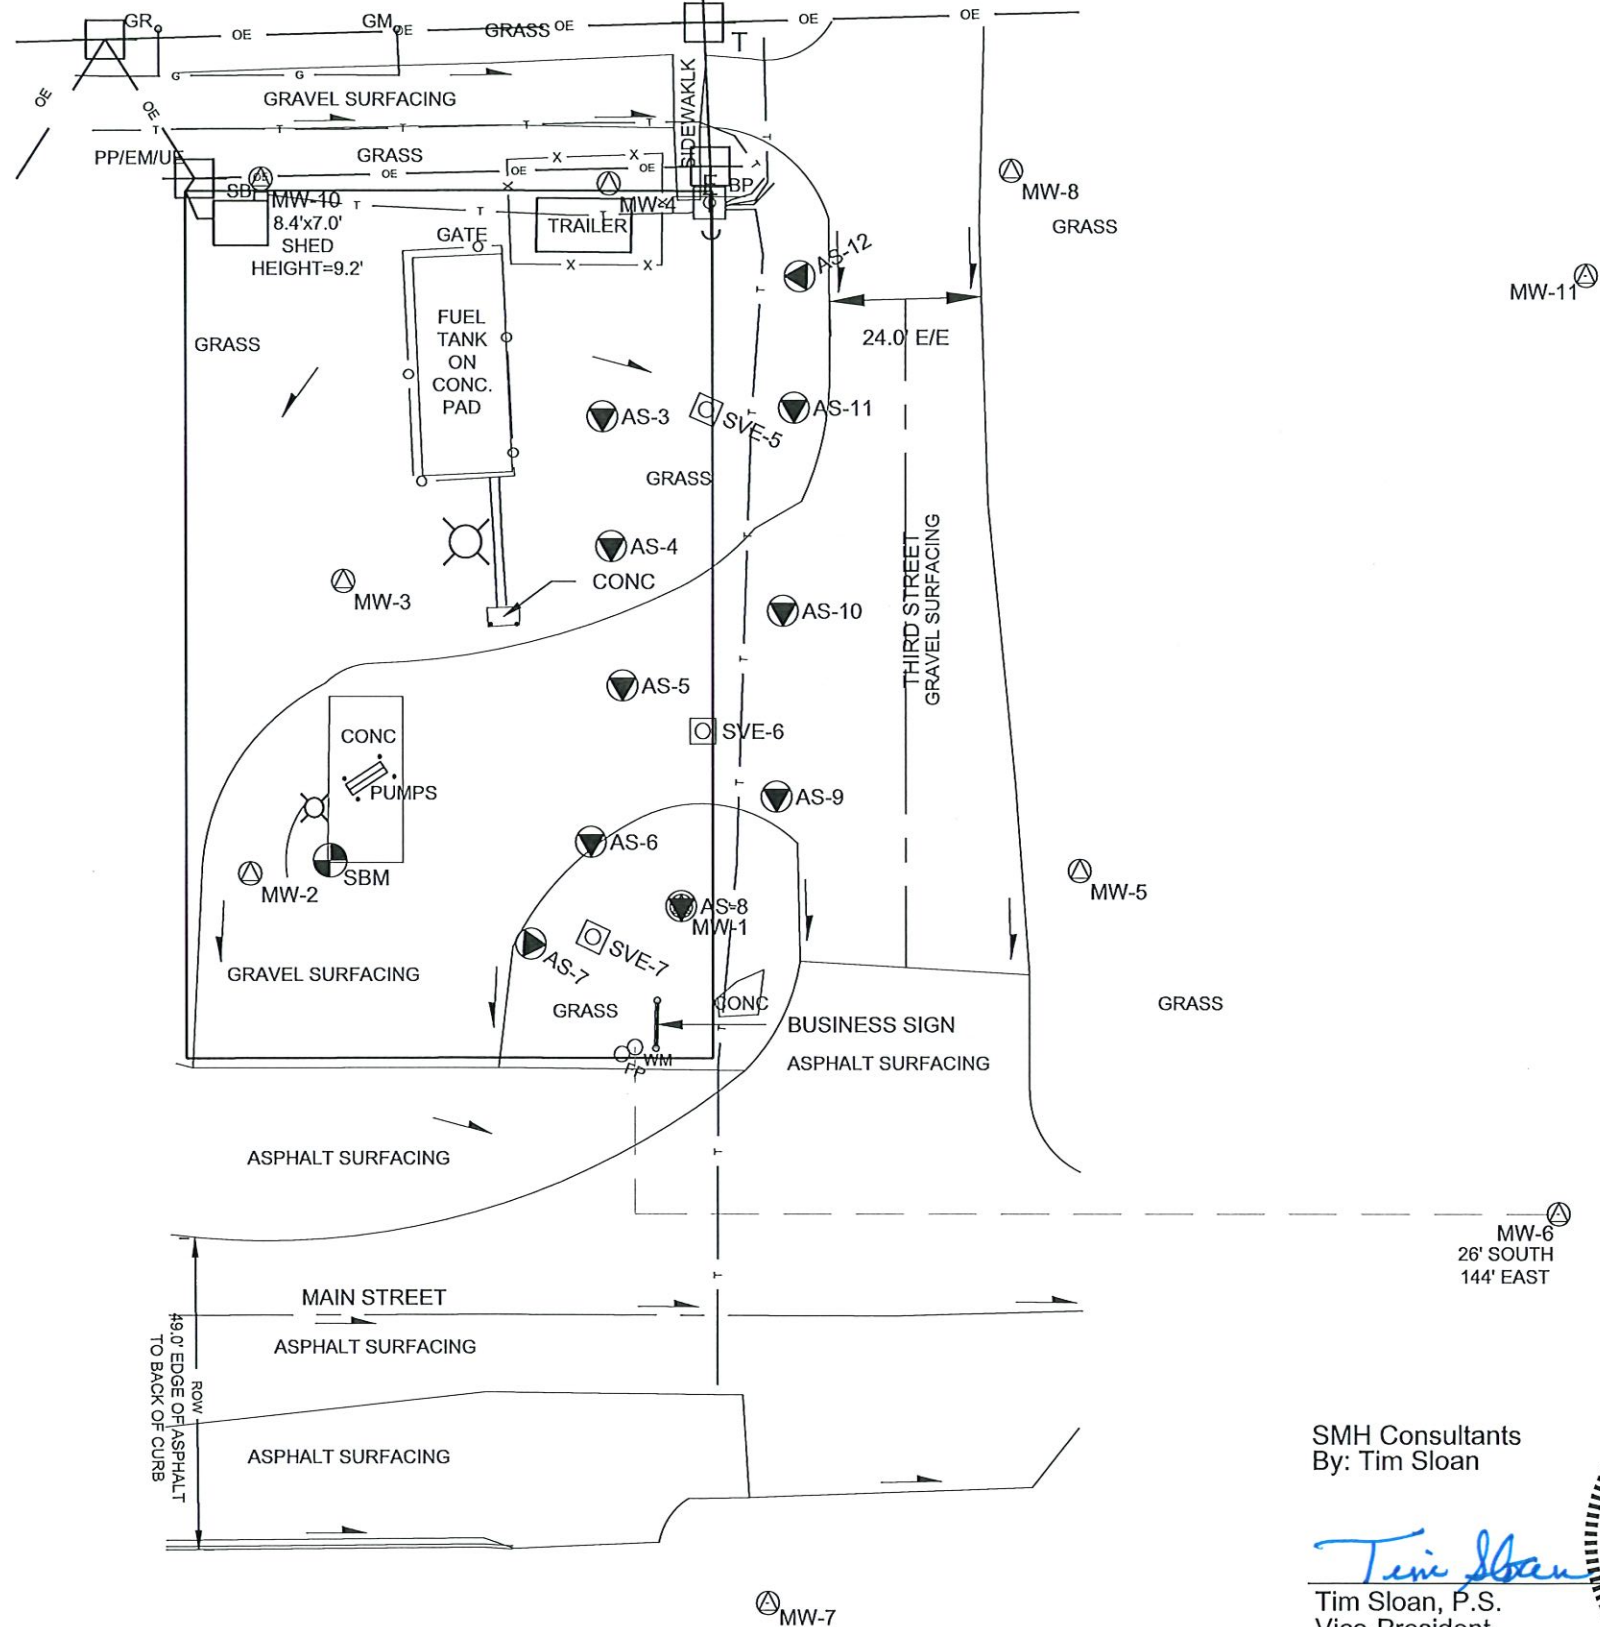 GR
GM
OE
OE
GRASS
OE
OE
OE
T
G
G
OE
OE
GRAVEL SURFACING
SIDEWAKLK
T
T
T
T
T
T
PP/EM/UE
GRASS
X
X
T
OE
OE
OE
OE
X
E
BP
SB
MW-10
MW-4
X
MW-8
8.4'x7.0'
SHED
HEIGHT=9.2'
T
T
T
TRAILER
GRASS
GATE
X
X
AS-12
MW-11
T
FUEL
TANK
ON
CONC.
PAD
GRASS
24.0' E/E
AS-3
SVE-5
T
AS-11
GRASS
T
AS-4
CONC
MW-3
AS-10
THIRD STREET
GRAVEL SURFACING
T
AS-5
SVE-6
CONC
PUMPS
T
AS-9
AS-6
SBM
MW-2
AS-8
T
MW-1
MW-5
AS-7
SVE-7
GRAVEL SURFACING
GRASS
CONC
GRASS
T
BUSINESS SIGN
WM
FP
ASPHALT SURFACING
ASPHALT SURFACING
T
MW-6
26' SOUTH
144' EAST
T
MAIN STREET
ASPHALT SURFACING
49.0' EDGE OF ASPHALT
TO BACK OF CURB
ROW
ASPHALT SURFACING
SMH Consultants
By: Tim Sloan
Tim Sloan
Tim Sloan, P.S.
Vice President
MW-7